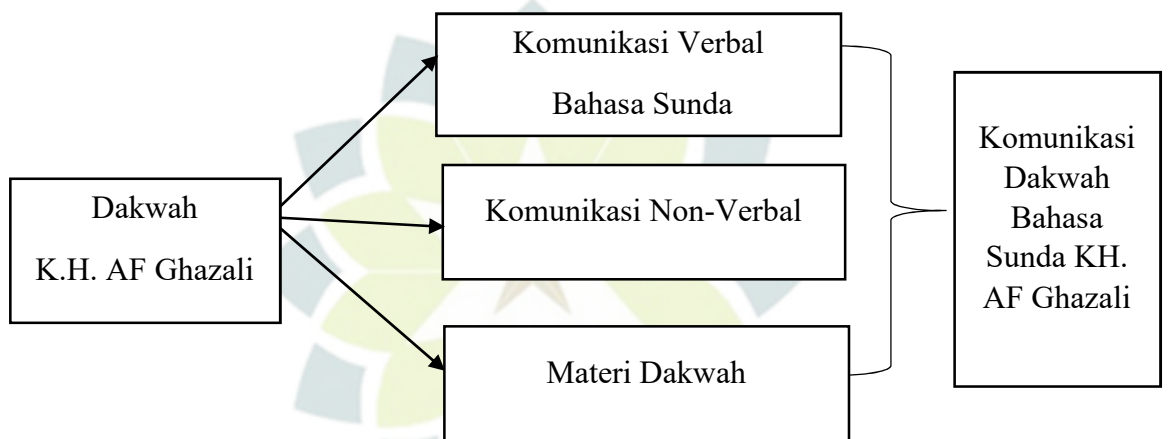 Dakwah
K.H. AF Ghazali
Komunikasi Verbal
Bahasa Sunda
Komunikasi Non-Verbal
Materi Dakwah
Komunikasi
Dakwah
Bahasa
Sunda KH.
AF Ghazali